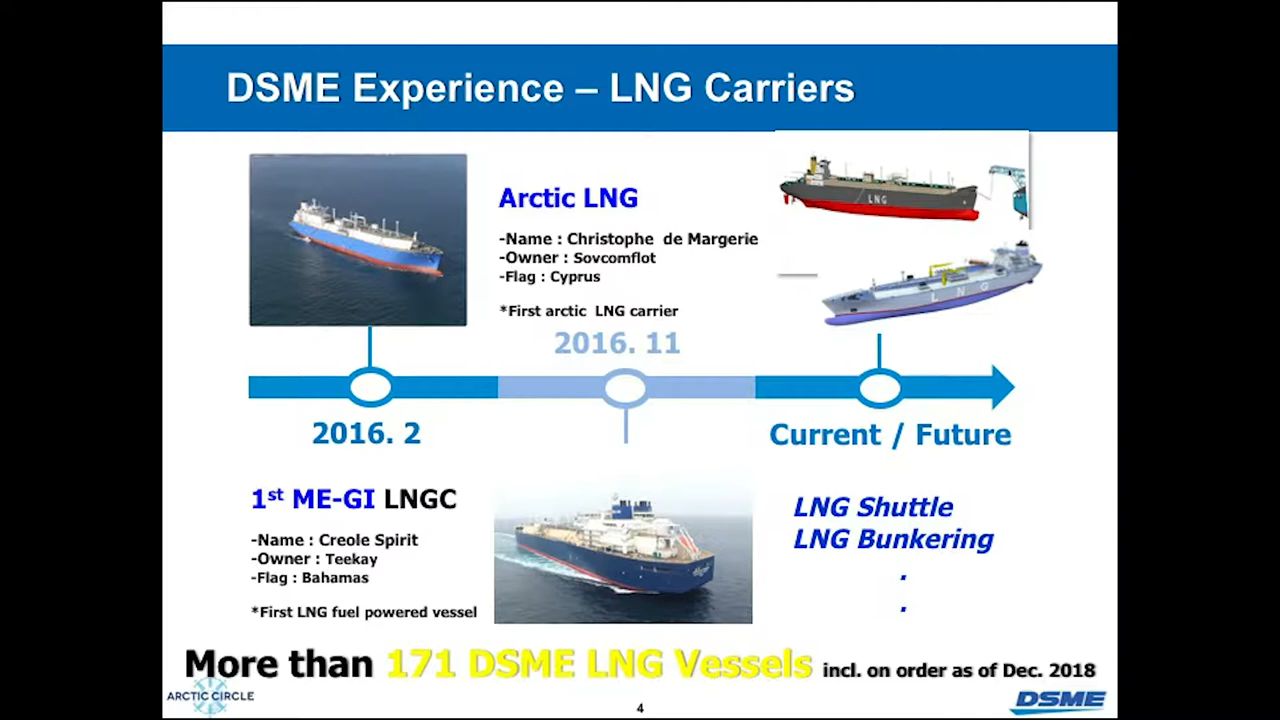 DSME Experience – LNG Carriers
Arctic LNG
-Name : Christophe de Margerie
-Owner : Sovcomflot
-Flag : Cyprus
*First arctic LNG carrier
2016. 11
LNG
LNG
2016. 2
Current / Future
1st ME-GI LNGC
-Name : Creole Spirit
-Owner : Teekay
-Flag : Bahamas
*First LNG fuel powered vessel
LNG Shuttle
LNG Bunkering
.
.
More than 171 DSME LNG Vessels incl. on order as of Dec. 2018
ARCTIC CIRCLE
4
DSME